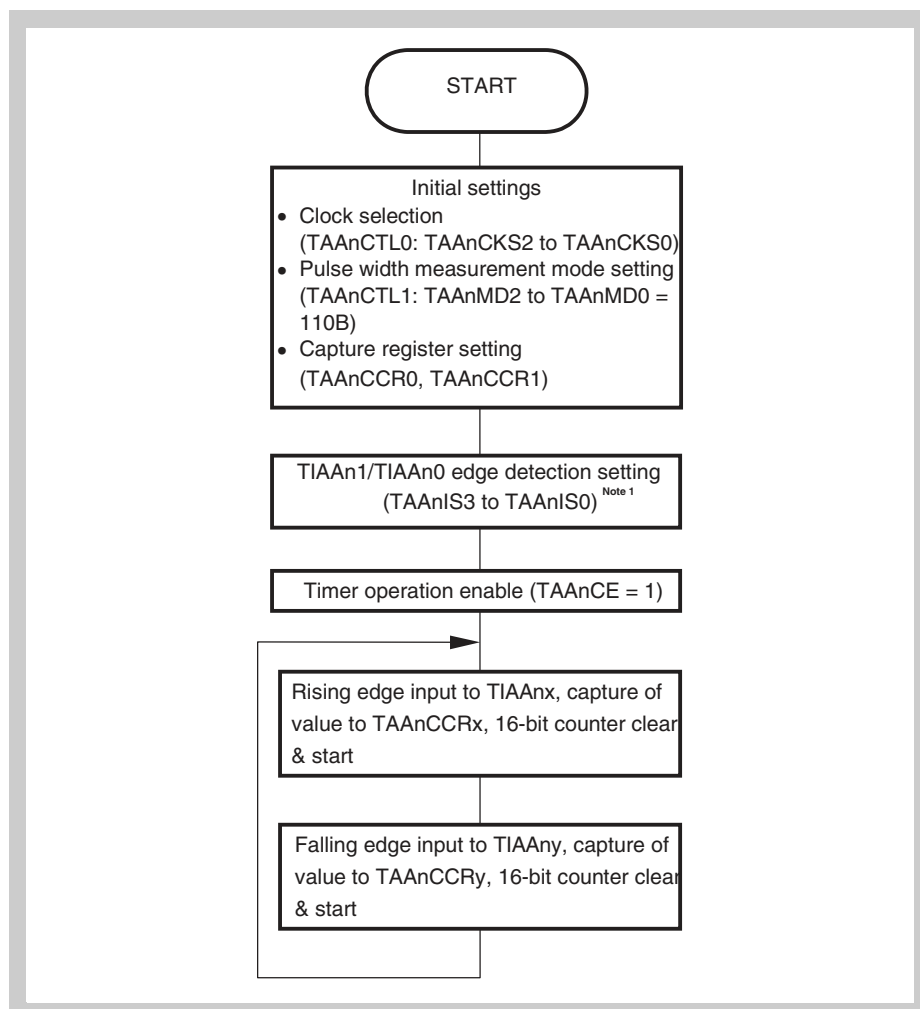 START
Initial settings
• Clock selection
(TAAnCTL0: TAAnCKS2 to TAAnCKS0)
• Pulse width measurement mode setting
(TAAnCTL1: TAAnMD2 to TAAnMD0 =
110B)
• Capture register setting
(TAAnCCR0, TAAnCCR1)
TIAAn1/TIAAn0 edge detection setting
(TAAnIS3 to TAAnIS0) Note 1
Timer operation enable (TAAnCE = 1)
Rising edge input to TIAAnx, capture of
value to TAAnCCRx, 16-bit counter clear
& start
Falling edge input to TIAAny, capture of
value to TAAnCCRy, 16-bit counter clear
& start